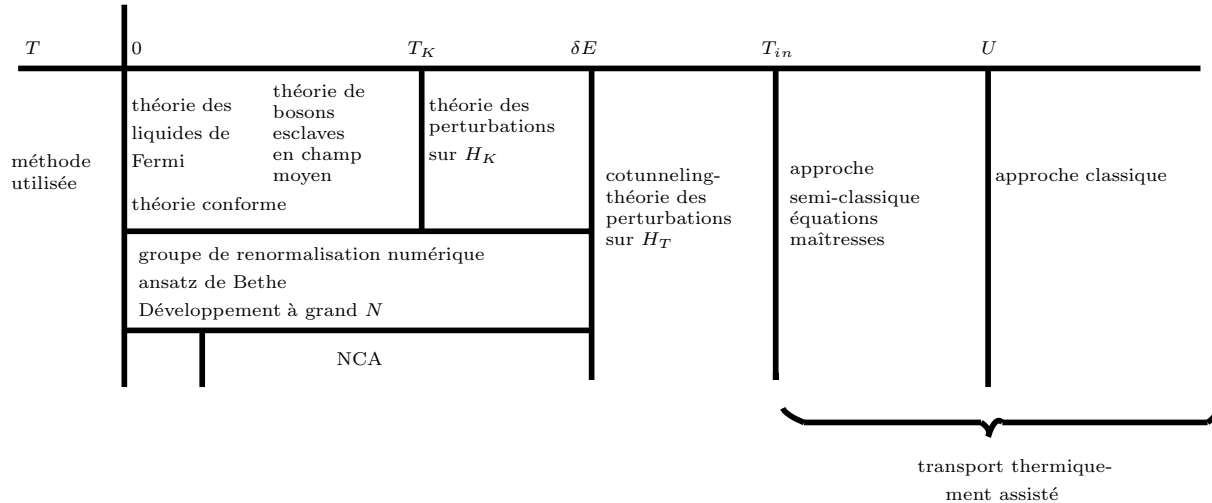 T 0 T_K δE T_in U
méthode
utilisée
théorie des
liquides de
Fermi
théorie de
bosons
esclaves
en champ
moyen
théorie conforme
théorie des
perturbations
sur H_K
cotunneling-
théorie des
perturbations
sur H_T
approche
semi-classique
équations
maîtresses
approche classique
groupe de renormalisation numérique
ansatz de Bethe
Développement à grand N
NCA
transport thermique-
ment assisté